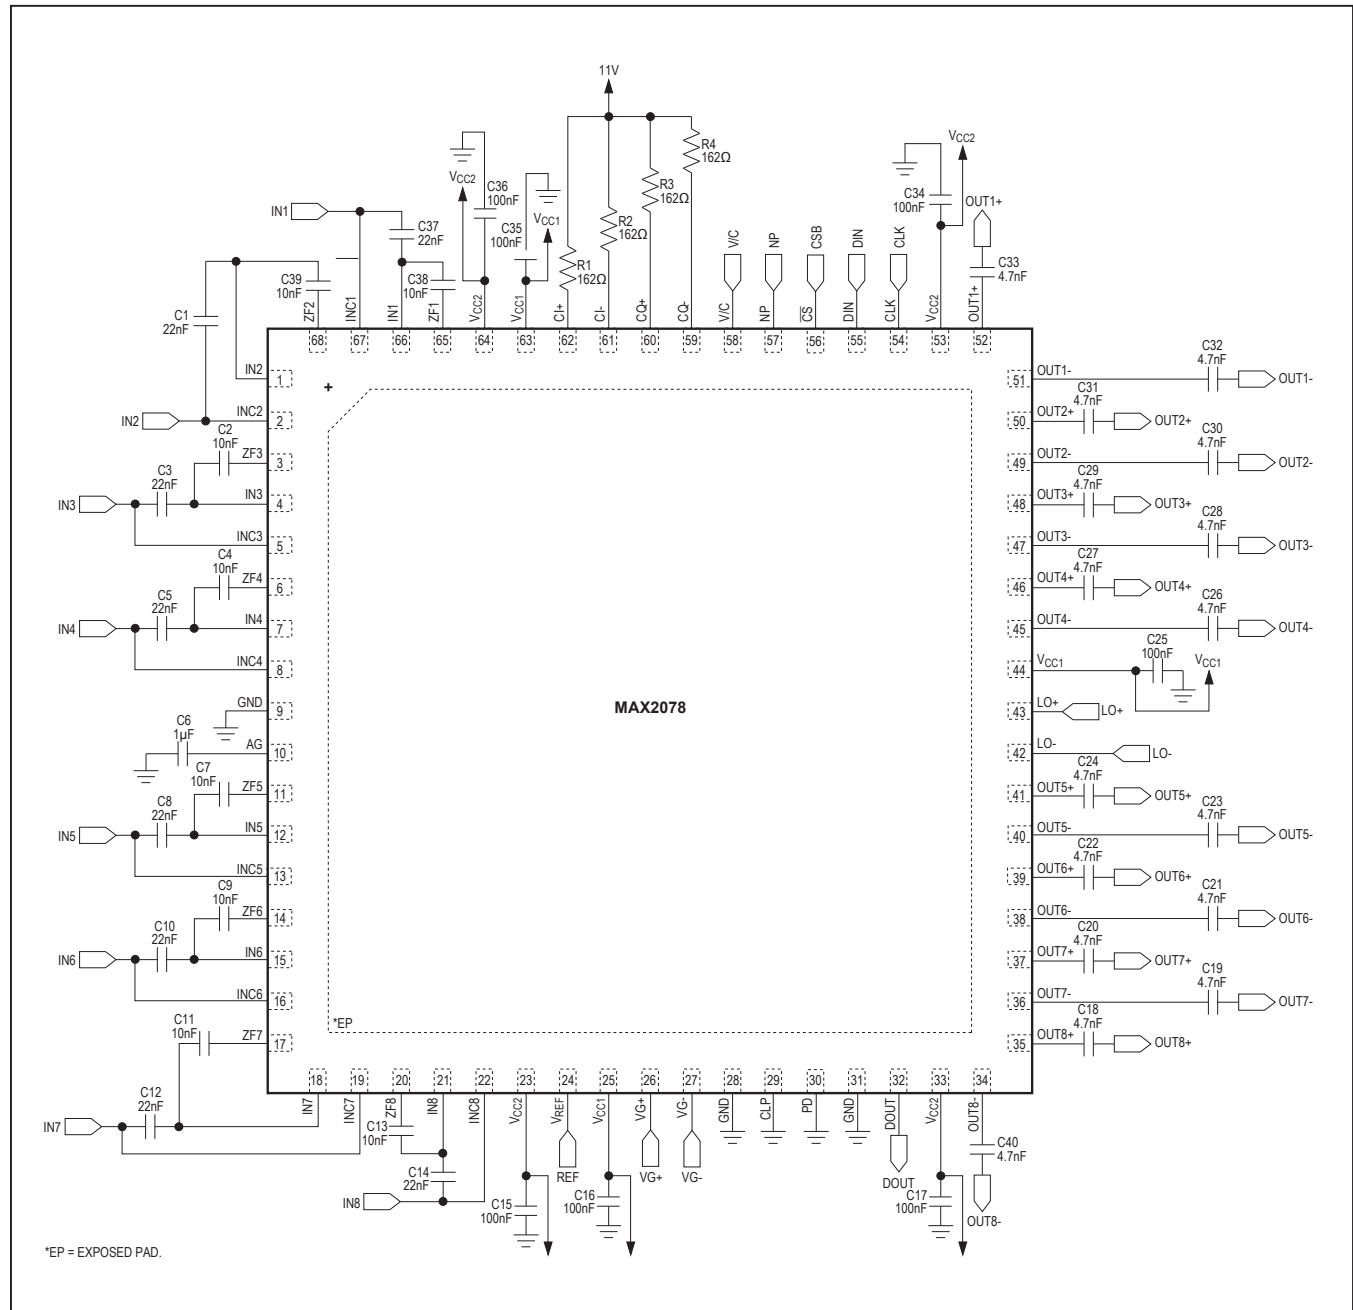 11V
R4
162Ω
R3
162Ω
R2
162Ω
R1
162Ω
VCC2
C36
100nF
C35
100nF
VCC1
C34
100nF
VCC2
OUT1+
C33
4.7nF
IN1
C37
22nF
C38
10nF
C39
10nF
C1
22nF
V/C
NP
CSB
DIN
CLK
ZF2
INC1
IN1
ZF1
VCC2
VCC1
CI+
CI-
CQ+
CQ-
V/C
NP
CS
DIN
CLK
VCC2
OUT1+
68
67
66
65
64
63
62
61
60
59
58
57
56
55
54
53
52
IN2
1
IN2
INC2
2
C2
10nF
ZF3
3
C3
22nF
IN3
IN3
4
INC3
5
C4
10nF
ZF4
6
C5
22nF
IN4
IN4
7
INC4
8
GND
9
C6
1µF
AG
10
C7
10nF
ZF5
11
C8
22nF
IN5
IN5
12
INC5
13
C9
10nF
ZF6
14
C10
22nF
IN6
IN6
15
INC6
16
C11
10nF
ZF7
17
C12
22nF
IN7
+
MAX2078
*EP
51
OUT1-
C32
4.7nF
OUT1-
50
OUT2+
C31
4.7nF
OUT2+
49
OUT2-
C30
4.7nF
OUT2-
48
OUT3+
C29
4.7nF
OUT3+
47
OUT3-
C28
4.7nF
OUT3-
46
OUT4+
C27
4.7nF
OUT4+
45
OUT4-
C26
4.7nF
OUT4-
44
VCC1
C25
100nF
VCC1
43
LO+
LO+
42
LO-
LO-
41
OUT5+
C24
4.7nF
OUT5+
40
OUT5-
C23
4.7nF
OUT5-
39
OUT6+
C22
4.7nF
OUT6+
38
OUT6-
C21
4.7nF
OUT6-
37
OUT7+
C20
4.7nF
OUT7+
36
OUT7-
C19
4.7nF
OUT7-
35
OUT8+
C18
4.7nF
OUT8+
18
19
20
21
22
23
24
25
26
27
28
29
30
31
32
33
34
IN7
INC7
ZF8
IN8
INC8
VCC2
VREF
VCC1
VG+
VG-
GND
CLP
PD
GND
DOUT
VCC2
OUT8-
C13
10nF
C14
22nF
IN8
C15
100nF
REF
C16
100nF
VG+
VG-
DOUT
C17
100nF
C40
4.7nF
OUT8-
*EP = EXPOSED PAD.